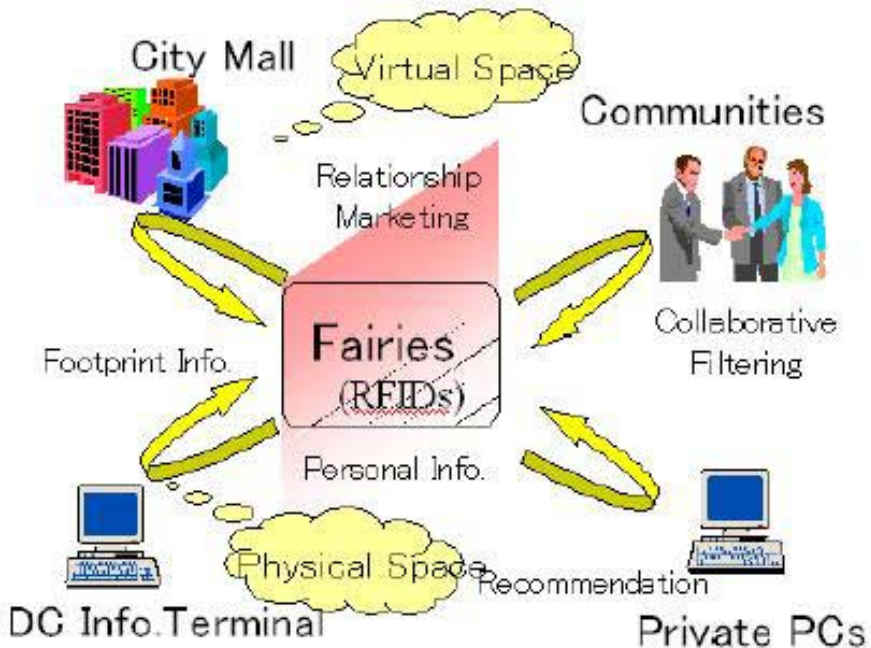 City Mall
Virtual Space
Communities
Relationship
Marketing
Fairies
(RFIDs)
Collaborative
Filtering
Footprint Info.
Personal Info.
Physical Space
Recommendation
DC Info.Terminal
Private PCs